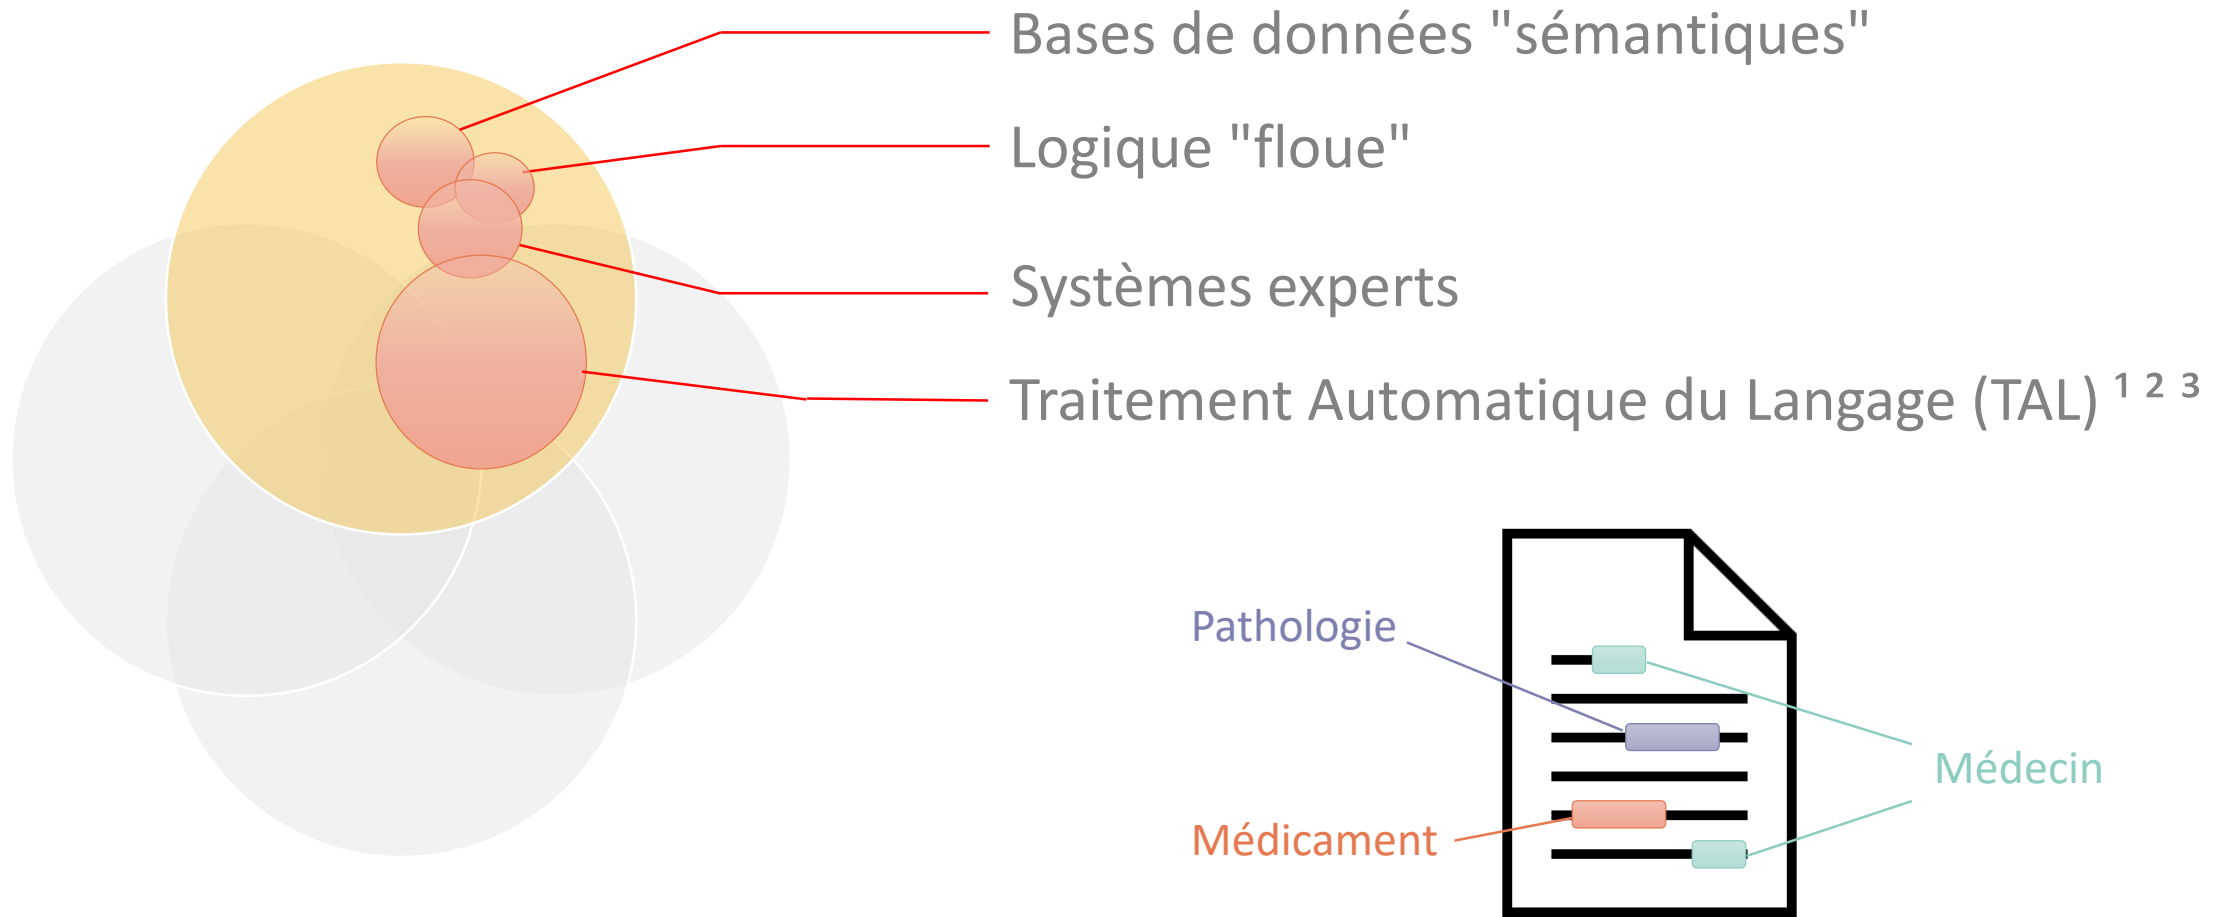 Bases de données "sémantiques"
Logique "floue"
Systèmes experts
Traitement Automatique du Langage (TAL) ¹ ² ³
Pathologie
Médecin
Médicament